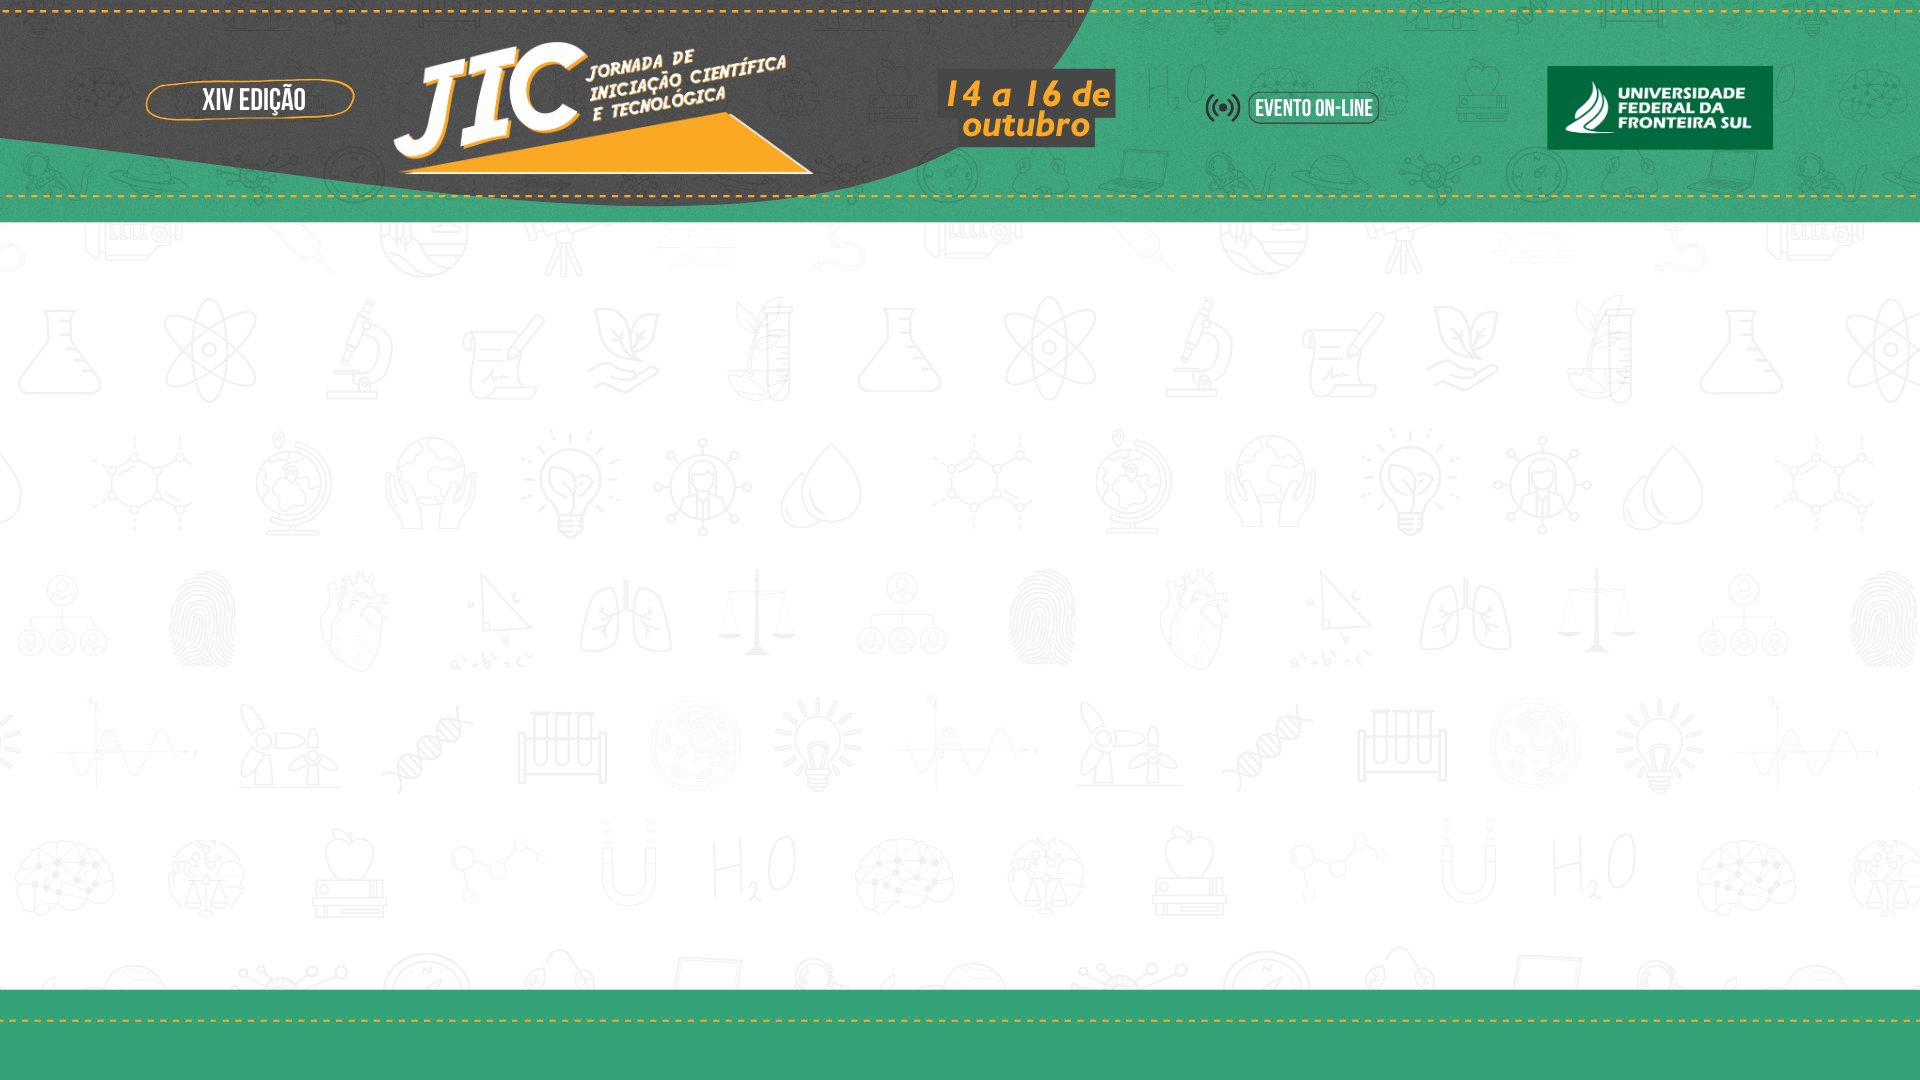 XIV EDIÇÃO
JIC
JORNADA DE
INICIAÇÃO CIENTÍFICA
E TECNOLÓGICA
14 a 16 de
outubro
EVENTO ON-LINE
UNIVERSIDADE
FEDERAL DA
FRONTEIRA SUL